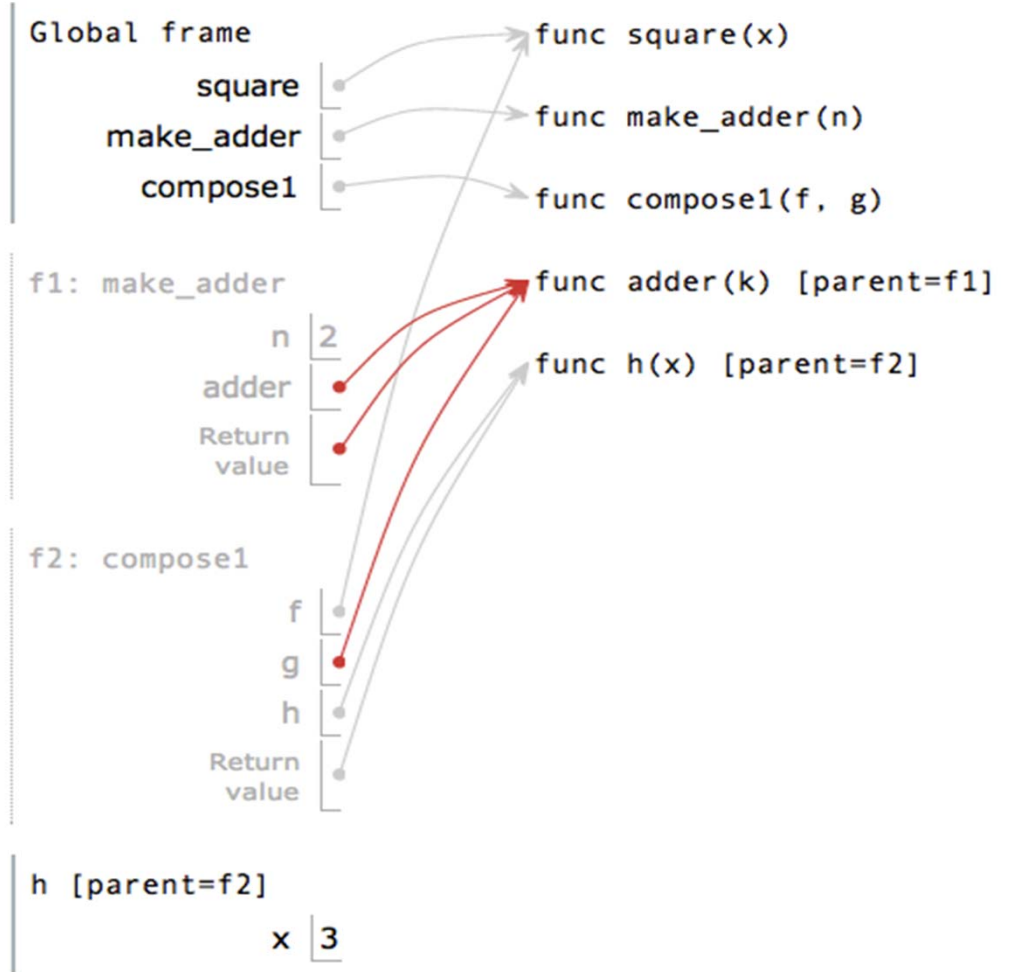 Global frame
square
make_adder
compose1
func square(x)
func make_adder(n)
func compose1(f, g)
func adder(k) [parent=f1]
func h(x) [parent=f2]
f1: make_adder
n 2
adder
Return
value
f2: compose1
f
g
h
Return
value
h [parent=f2]
x 3